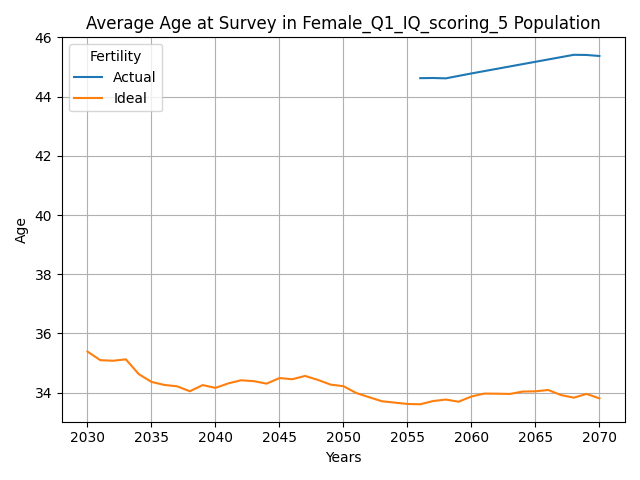 Average Age at Survey in Female_Q1_IQ_scoring_5 Population
46
44
42
40
38
36
34
Age
Fertility
Actual
Ideal
2030 2035 2040 2045 2050 2055 2060 2065 2070
Years